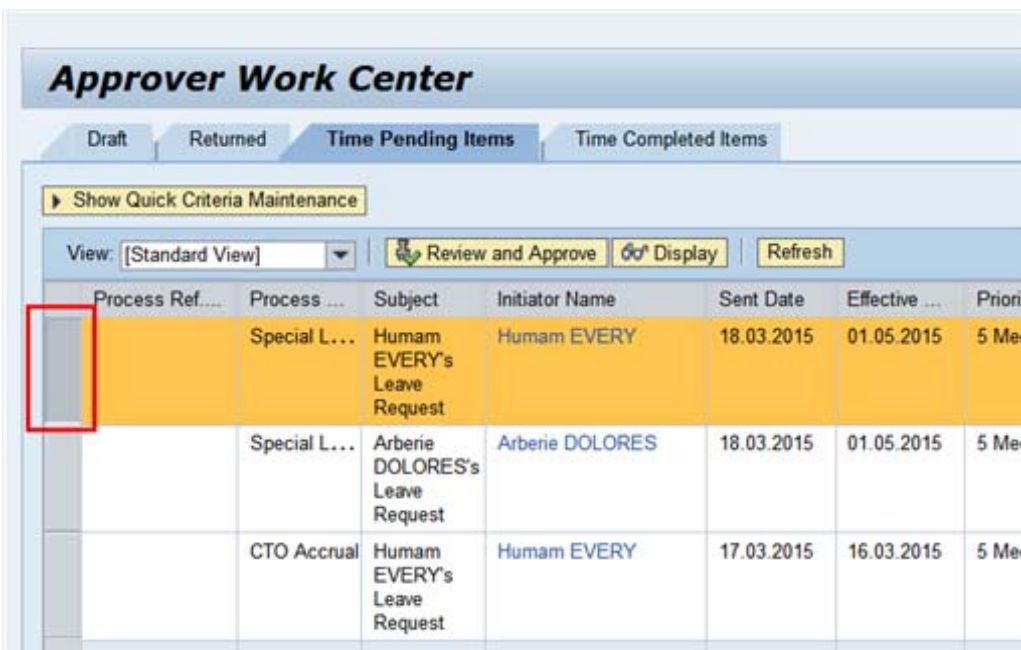 Approver Work Center
Draft Returned Time Pending Items Time Completed Items
Show Quick Criteria Maintenance
View: [Standard View] Review and Approve Display Refresh
Process Ref.... Process ... Subject Initiator Name Sent Date Effective ... Priori
Special L... Humam Humam EVERY 18.03.2015 01.05.2015 5 Me
EVERY's
Leave
Request
Special L... Arberie Arberie DOLORES 18.03.2015 01.05.2015 5 Me
DOLORES's
Leave
Request
CTO Accrual Humam Humam EVERY 17.03.2015 16.03.2015 5 Me
EVERY's
Leave
Request